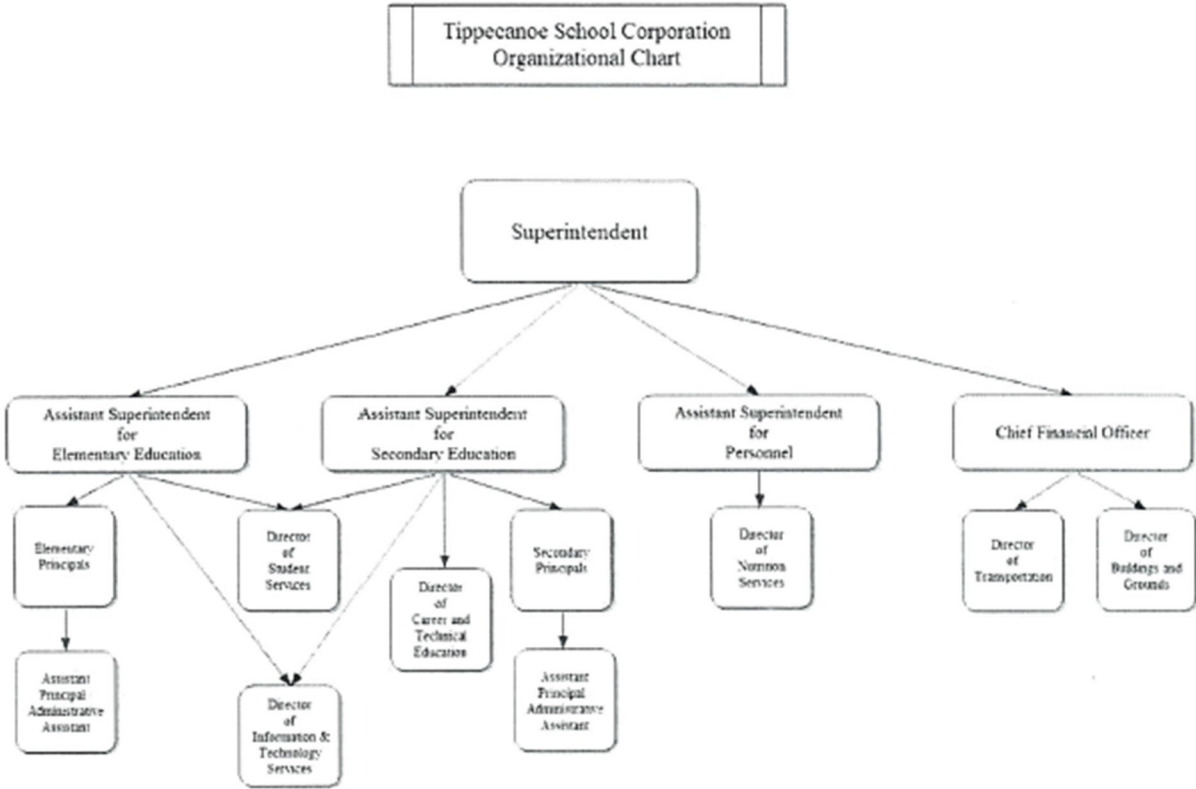 Tippecanoe School Corporation
Organizational Chart
Superintendent
Assistant Superintendent
for
Elementary Education
Assistant Superintendent
for
Secondary Education
Assistant Superintendent
for
Personnel
Chief Financial Officer
Elementary
Principals
Director
of
Student
Services
Director
of
Career and
Technical
Education
Secondary
Principals
Director
of
Nutrition
Services
Director
of
Transportation
Director
of
Buildings and
Grounds
Assistant
Principal
Administrative
Assistant
Director
of
Information &
Technology
Services
Assistant
Principal
Administrative
Assistant